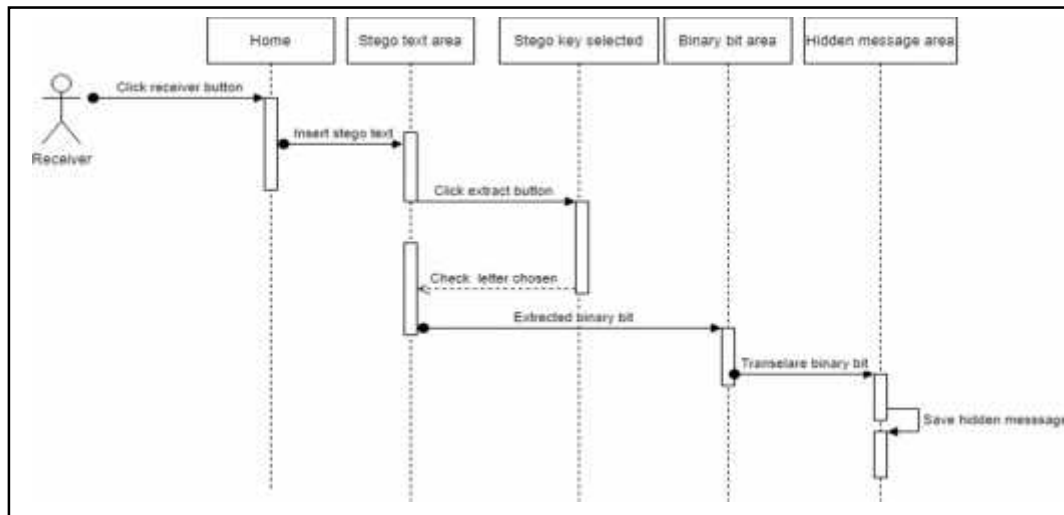 Home
Stego text area
Stego key selected
Binary bit area
Hidden message area
Click receiver button
Receiver
Insert stego text
Click extract button
Check letter chosen
Extrected binary bit
Transelare binary bit
Save hidden messsage